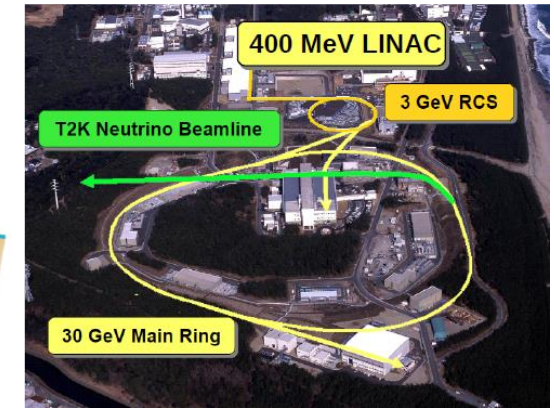 400 MeV LINAC
3 GeV RCS
T2K Neutrino Beamline
30 GeV Main Ring